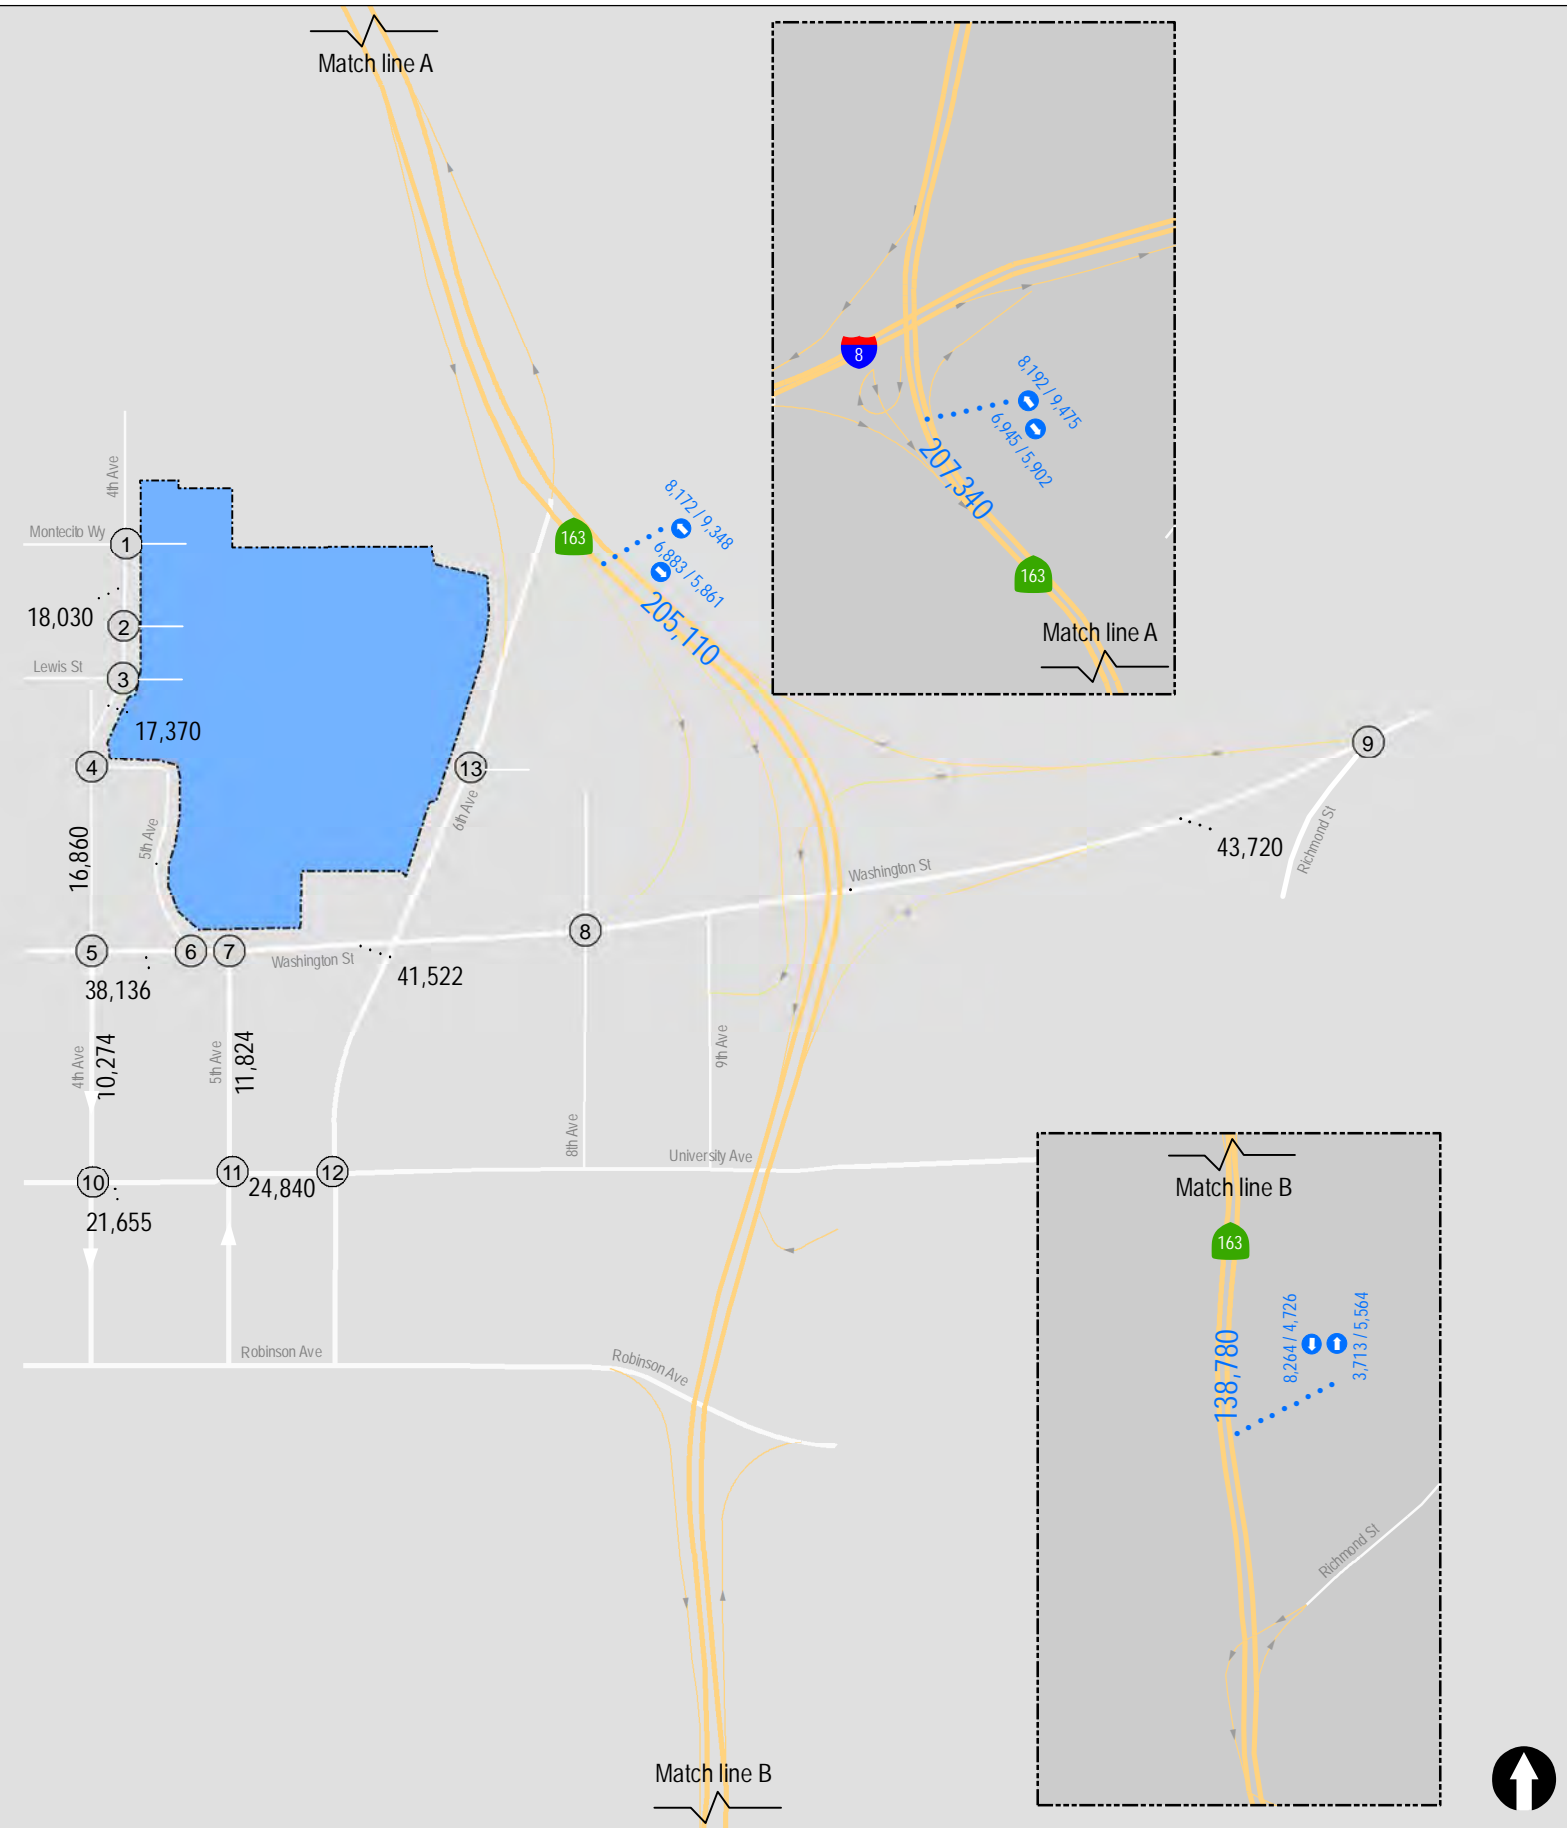 Match line A
8
8,192 / 9,475
6,945 / 5,902
207,340
163
Match line A
4th Ave
Montecito Wy
1
18,030
2
Lewis St
3
17,370
4
163
8,172 / 9,348
6,883 / 5,861
205,110
13
6th Ave
9
Richmond St
43,720
16,860
5th Ave
Washington St
8
5
6
7
Washington St
38,136
41,522
4th Ave
10,274
5th Ave
11,824
9th Ave
8th Ave
University Ave
10
11
12
24,840
21,655
Robinson Ave
Robinson Ave
Match line B
163
8,264 / 4,726
3,713 / 5,564
138,780
Richmond St
Match line B